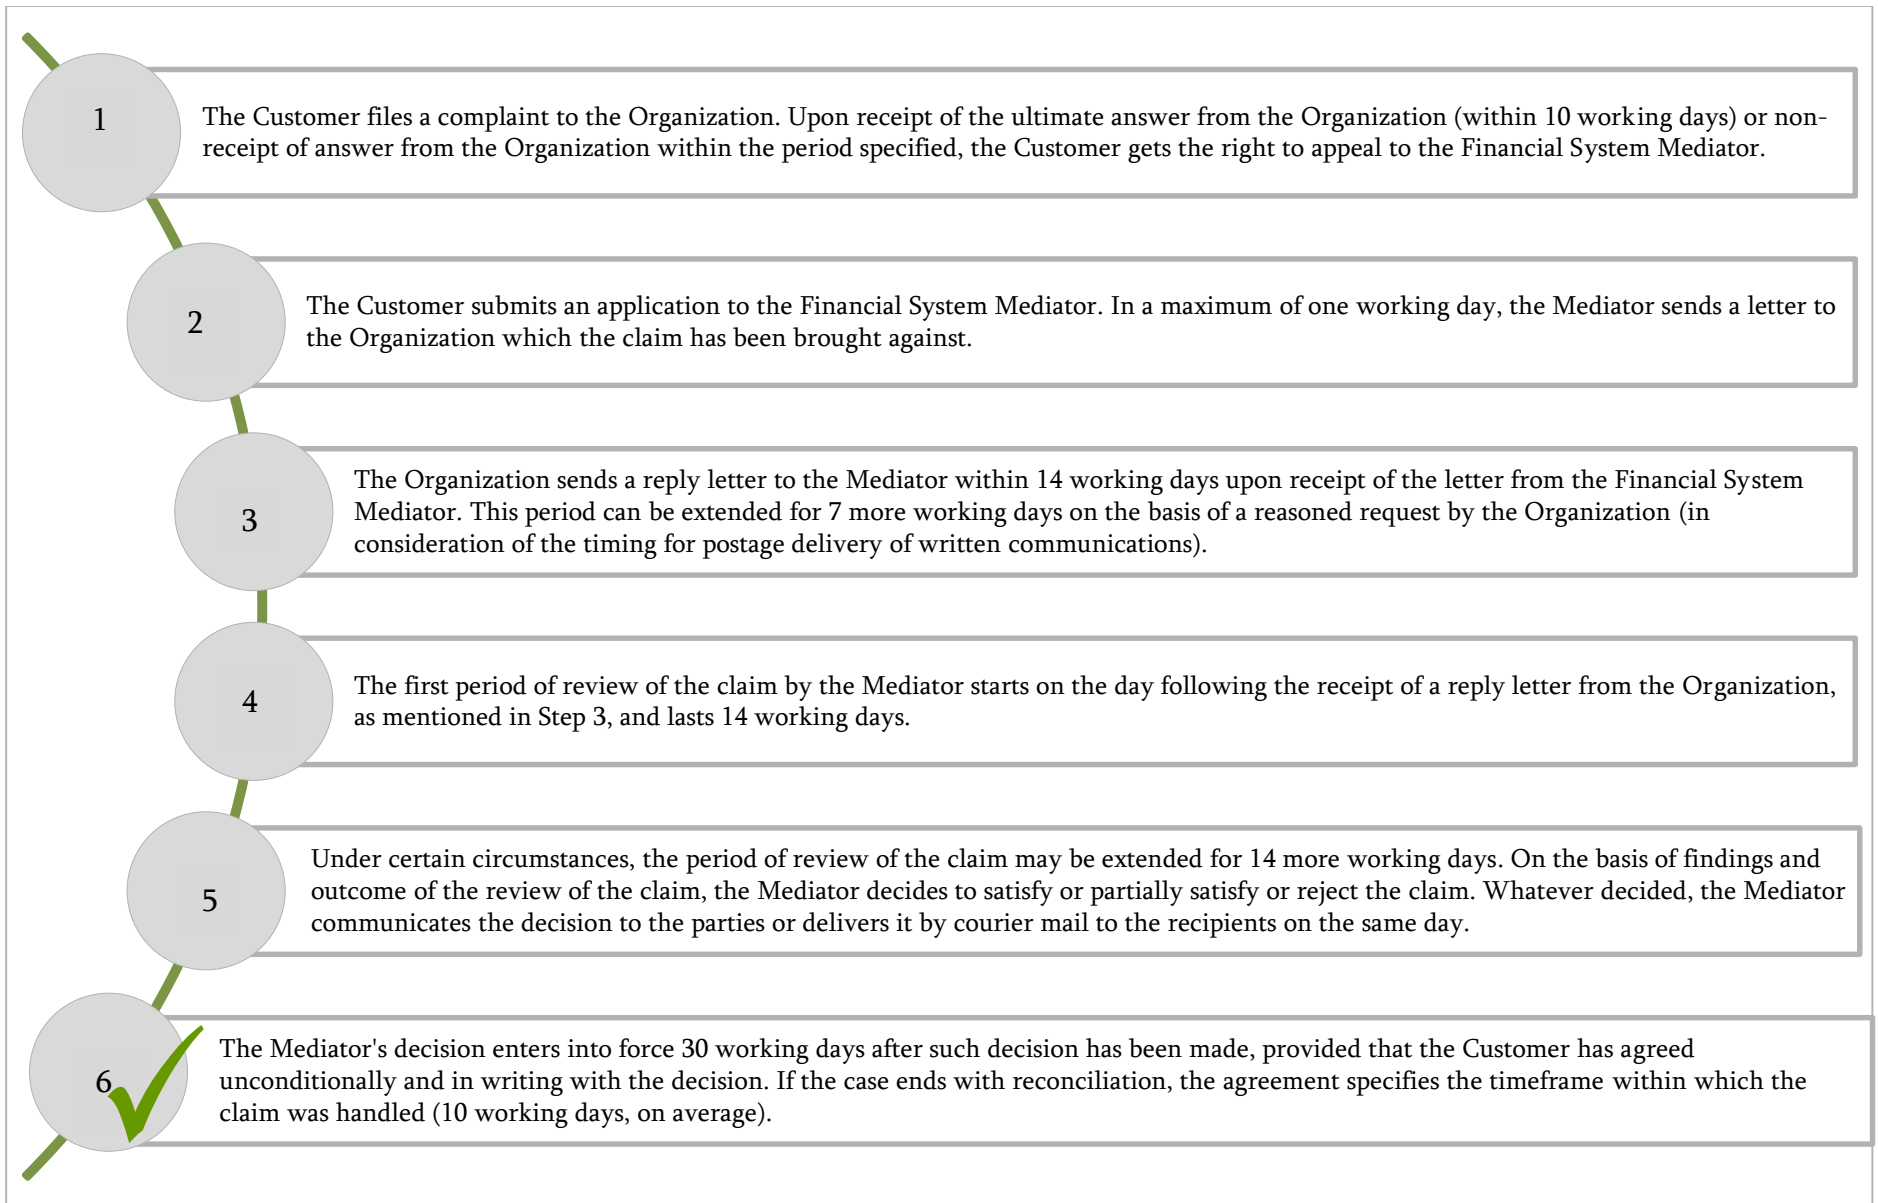 1
The Customer files a complaint to the Organization. Upon receipt of the ultimate answer from the Organization (within 10 working days) or non-
receipt of answer from the Organization within the period specified, the Customer gets the right to appeal to the Financial System Mediator.
2
The Customer submits an application to the Financial System Mediator. In a maximum of one working day, the Mediator sends a letter to
the Organization which the claim has been brought against.
3
The Organization sends a reply letter to the Mediator within 14 working days upon receipt of the letter from the Financial System
Mediator. This period can be extended for 7 more working days on the basis of a reasoned request by the Organization (in
consideration of the timing for postage delivery of written communications).
4
The first period of review of the claim by the Mediator starts on the day following the receipt of a reply letter from the Organization,
as mentioned in Step 3, and lasts 14 working days.
5
Under certain circumstances, the period of review of the claim may be extended for 14 more working days. On the basis of findings and
outcome of the review of the claim, the Mediator decides to satisfy or partially satisfy or reject the claim. Whatever decided, the Mediator
communicates the decision to the parties or delivers it by courier mail to the recipients on the same day.
6
The Mediator's decision enters into force 30 working days after such decision has been made, provided that the Customer has agreed
unconditionally and in writing with the decision. If the case ends with reconciliation, the agreement specifies the timeframe within which the
claim was handled (10 working days, on average).